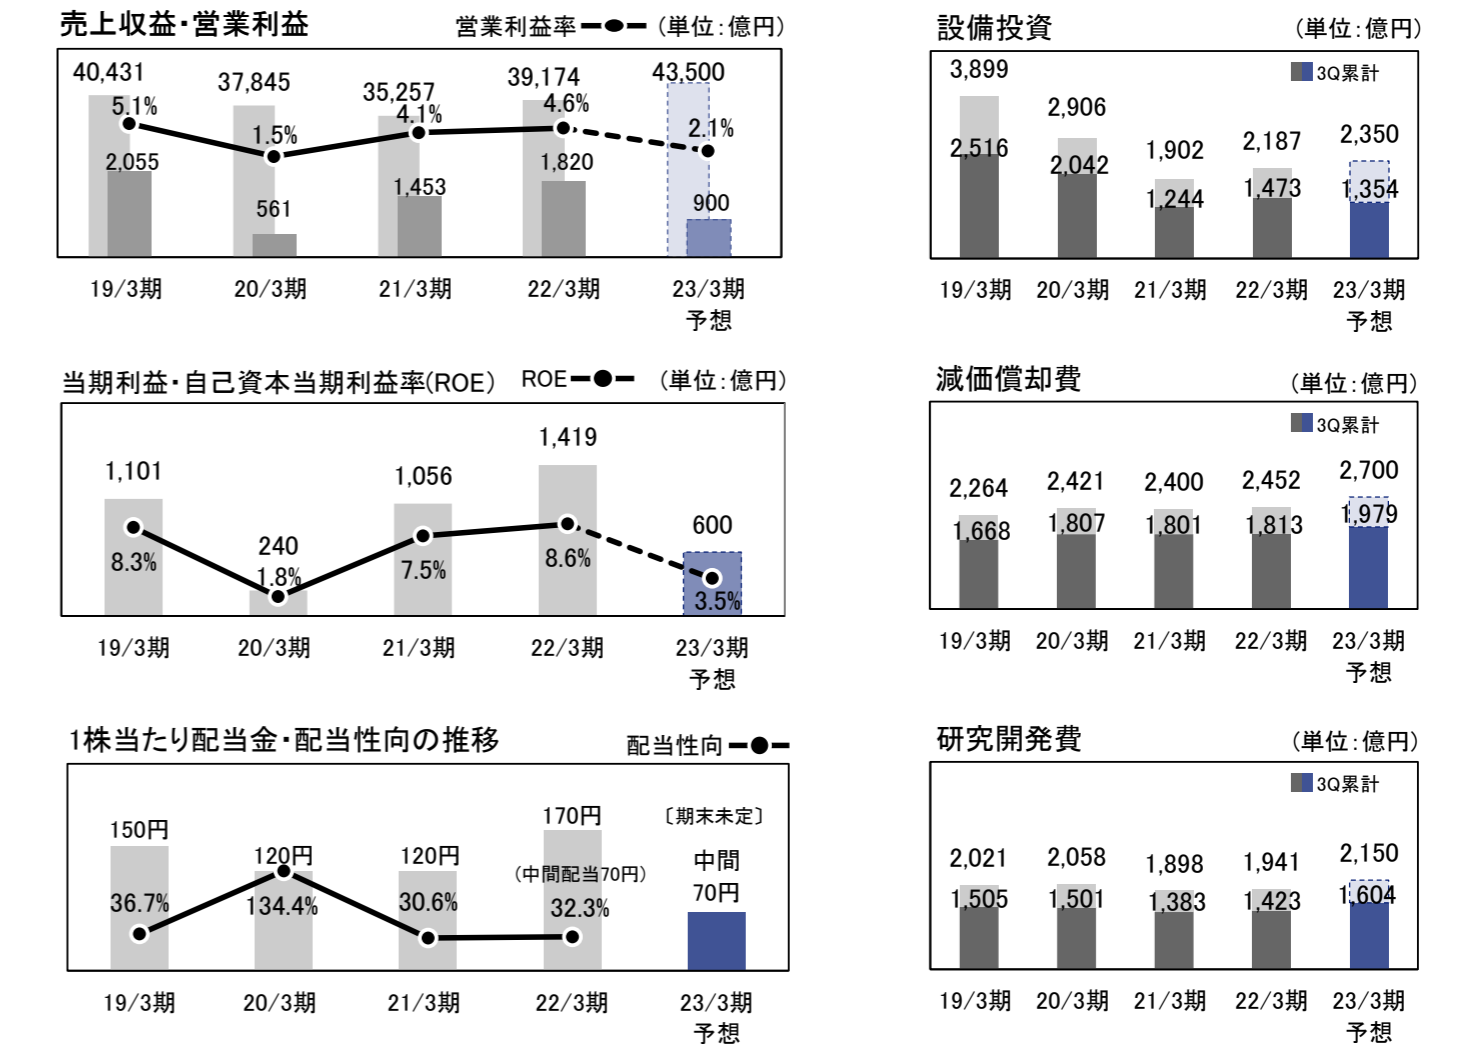 売上収益・営業利益
営業利益率
(単位:億円)
40,431
37,845
35,257
39,174
43,500
5.1%
1.5%
4.1%
4.6%
2.1%
2,055
561
1,453
1,820
900
19/3期
20/3期
21/3期
22/3期
23/3期
予想
設備投資
(単位:億円)
3Q累計
3,899
2,906
1,902
2,187
2,350
2,516
2,042
1,244
1,473
1,354
19/3期
20/3期
21/3期
22/3期
23/3期
予想
当期利益・自己資本当期利益率(ROE)
ROE
(単位:億円)
1,101
240
1,056
1,419
600
8.3%
1.8%
7.5%
8.6%
3.5%
19/3期
20/3期
21/3期
22/3期
23/3期
予想
減価償却費
(単位:億円)
3Q累計
2,264
2,421
2,400
2,452
2,700
1,668
1,807
1,801
1,813
1,979
19/3期
20/3期
21/3期
22/3期
23/3期
予想
1株当たり配当金・配当性向の推移
配当性向
150円
120円
120円
170円
〔期末未定〕
(中間配当70円)
中間
70円
36.7%
134.4%
30.6%
32.3%
19/3期
20/3期
21/3期
22/3期
23/3期
予想
研究開発費
(単位:億円)
3Q累計
2,021
2,058
1,898
1,941
2,150
1,505
1,501
1,383
1,423
1,604
19/3期
20/3期
21/3期
22/3期
23/3期
予想